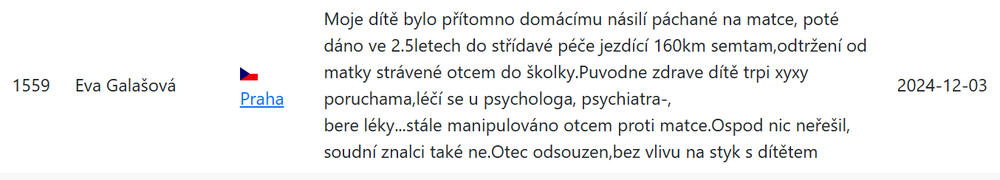 1559
Eva Galašová
Praha
Moje dítě bylo přítomno domácímu násilí páchané na matce, poté
dáno ve 2.5letech do střídavé péče jezdící 160km semtam,odtržení od
matky strávené otcem do školky.Puvodne zdrave dítě trpi xyxy
poruchama,léčí se u psychologa, psychiatra-,
bere léky...stále manipulováno otcem proti matce.Ospod nic neřešil,
soudní znalci také ne.Otec odsouzen,bez vlivu na styk s dítětem
2024-12-03